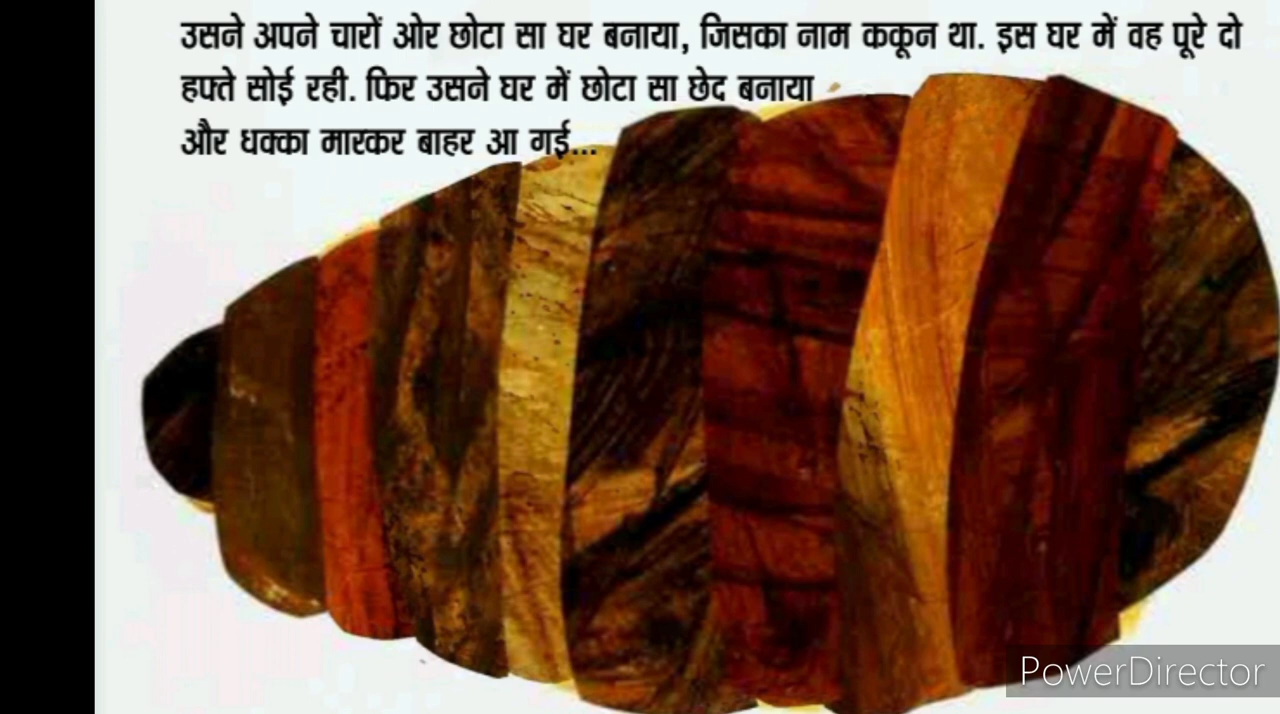 उसने अपने चारों ओर छोटा सा घर बनाया, जिसका नाम ककून था. इस घर में वह पूरे दो
हफ्ते सोई रही. फिर उसने घर में छोटा सा छेद बनाया
और धक्का मारकर बाहर आ गई...
PowerDirector